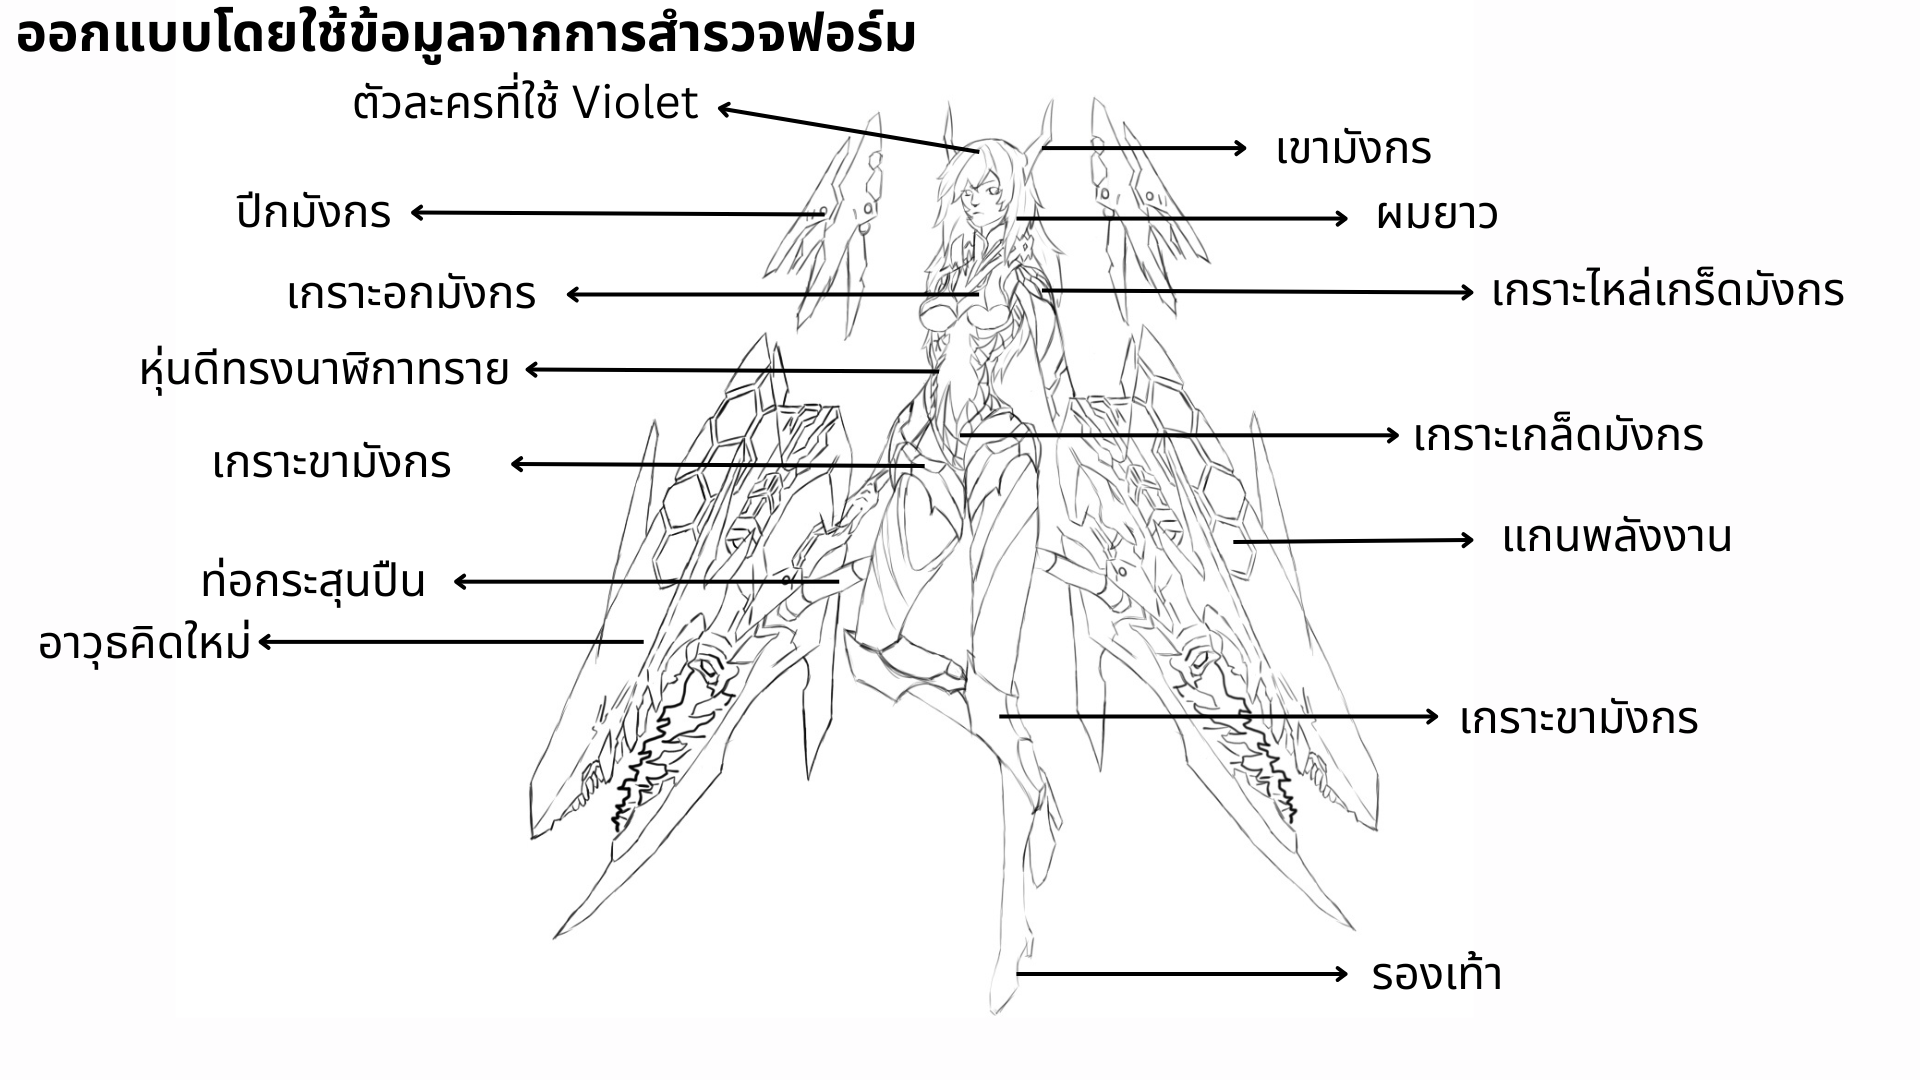 ออกแบบโดยใช้ข้อมูลจากการสำรวจฟอร์ม
ตัวละครที่ใช้ Violet
เขามังกร
ปีกมังกร
ผมยาว
เกราะอกมังกร
เกราะไหล่เกร็ดมังกร
หุ่นดีทรงนาฬิกาทราย
เกราะเกล็ดมังกร
เกราะขามังกร
แกนพลังงาน
ท่อกระสุนปืน
อาวุธคิดใหม่
เกราะขามังกร
รองเท้า